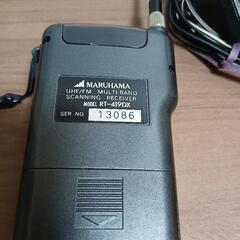 MARUHAMA
UHF/FM MULTI-BAND
SCANNING RECEIVER
MODEL RT-419DX
SER NO. 13086